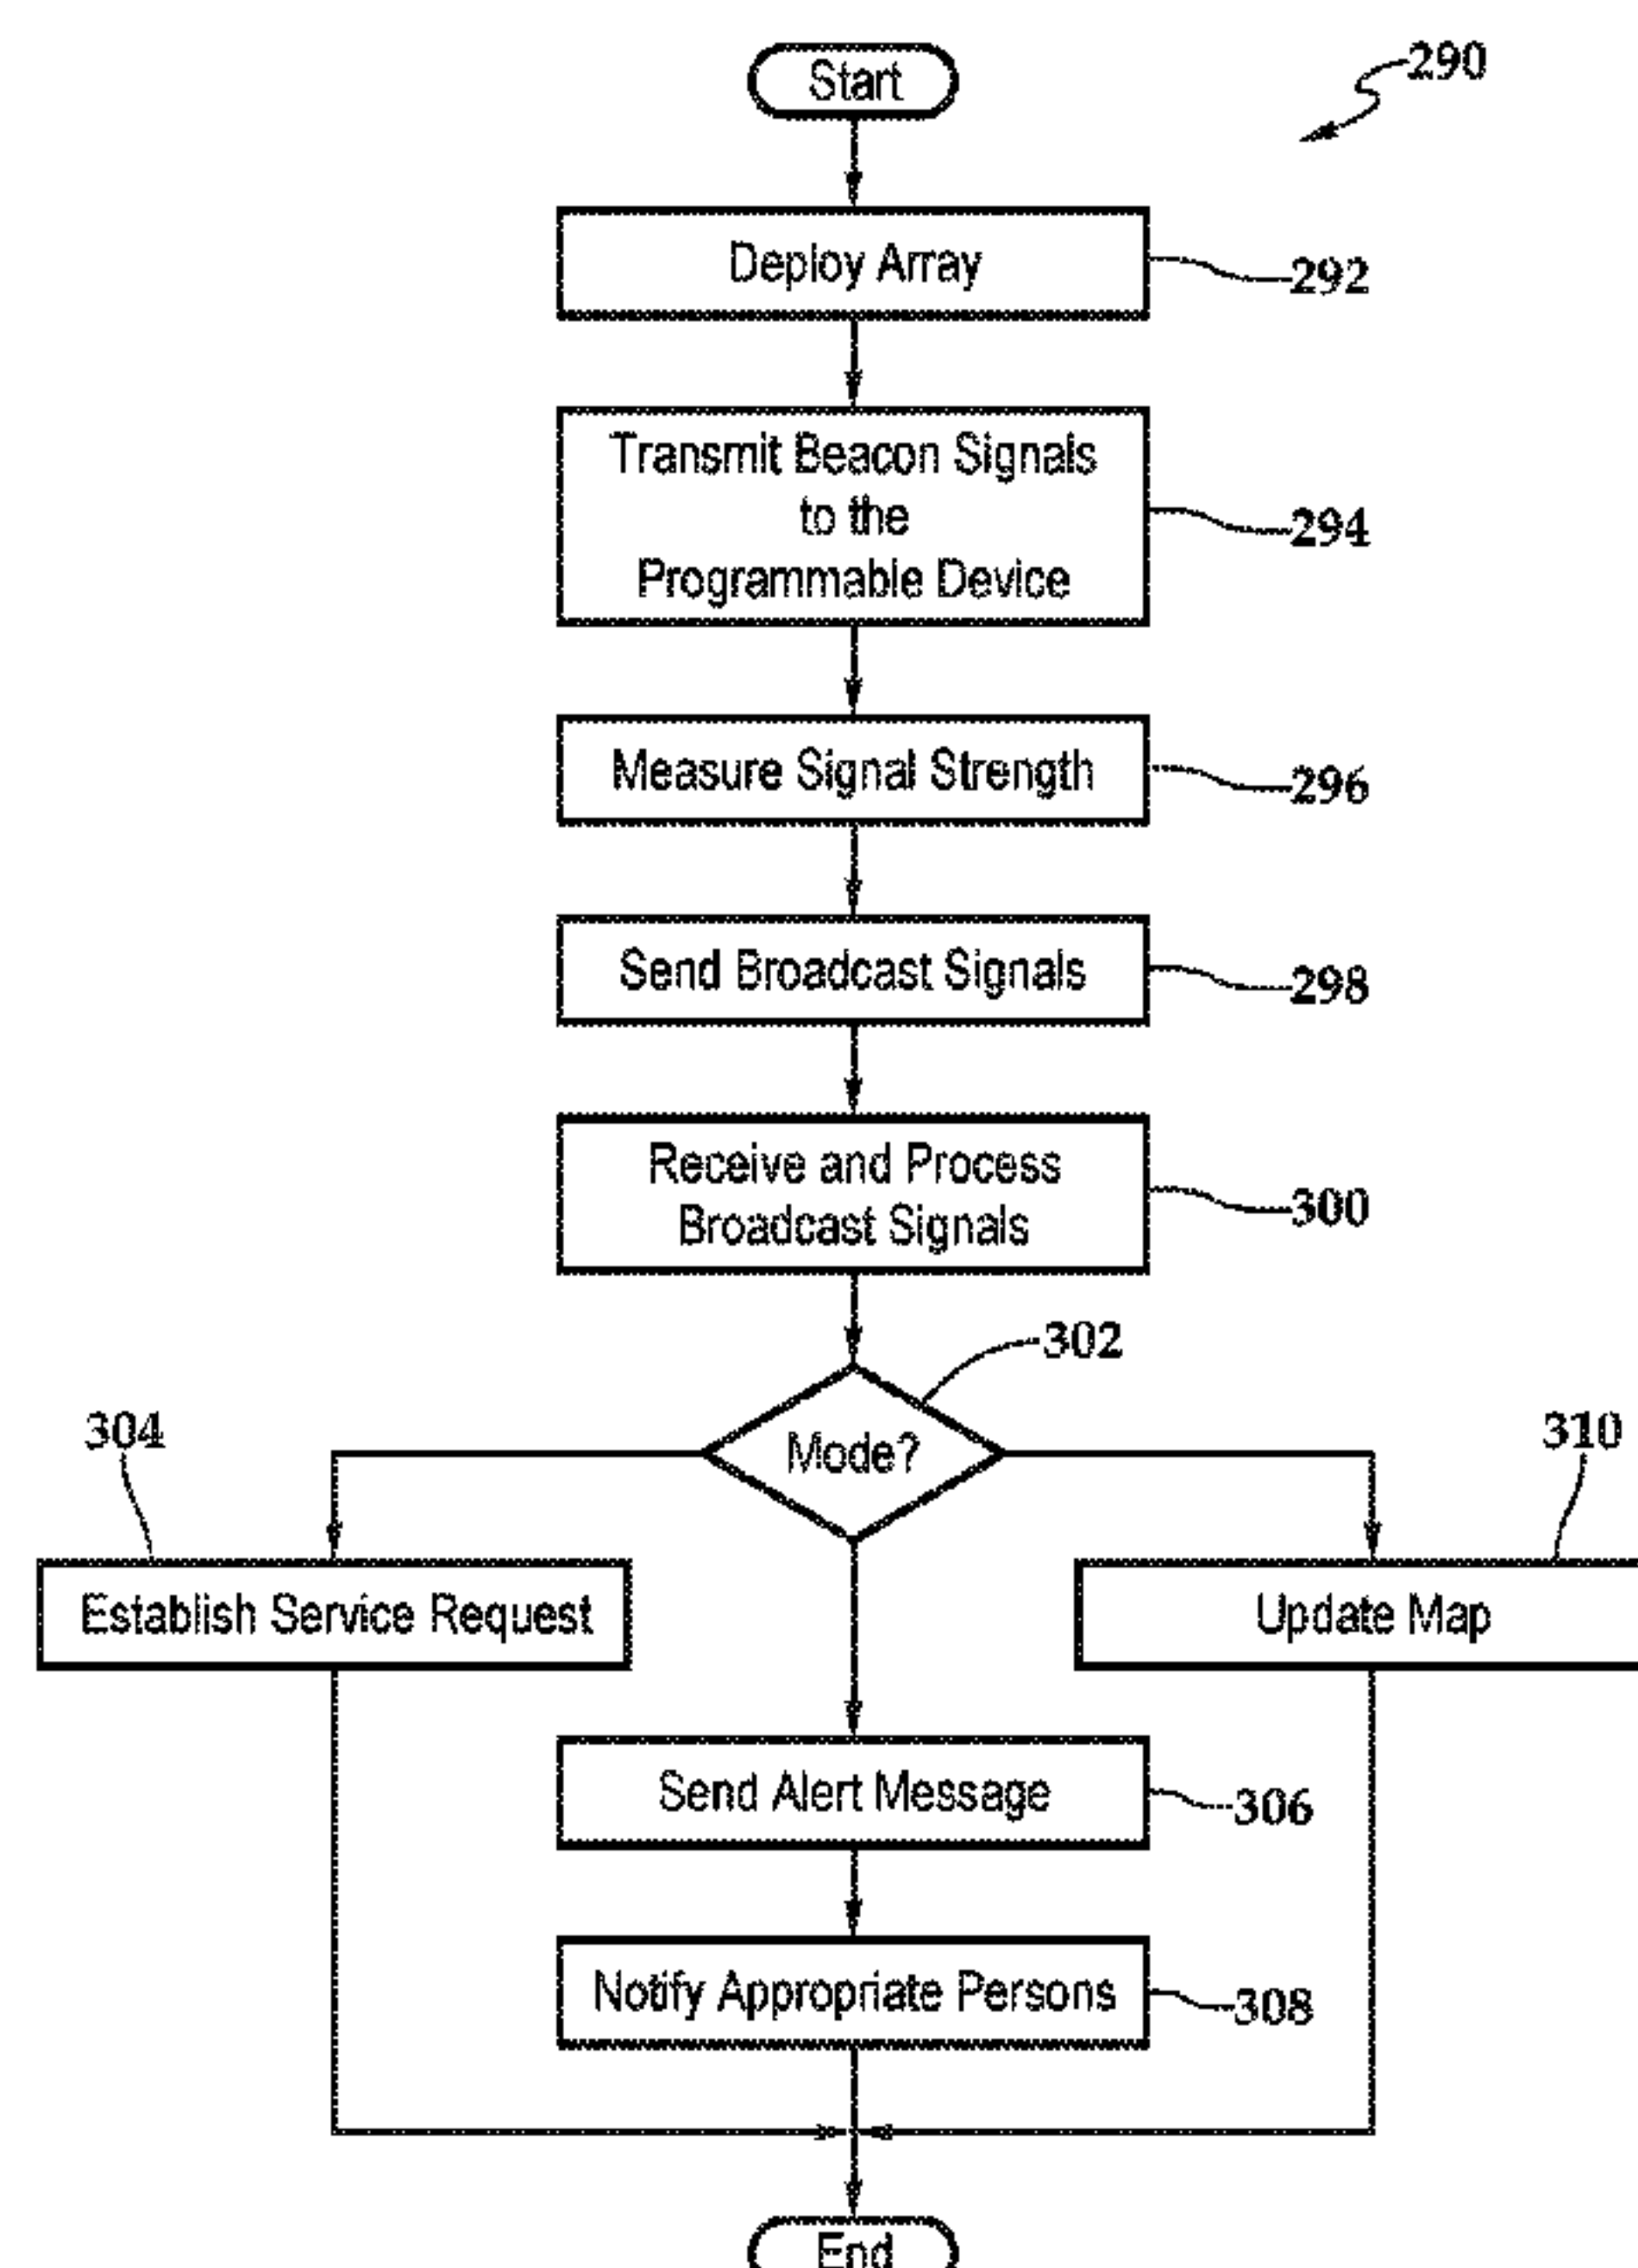 Start
290
Deploy Array
292
Transmit Beacon Signals
to the
Programmable Device
294
Measure Signal Strength
296
Send Broadcast Signals
298
Receive and Process
Broadcast Signals
300
302
Mode?
304
310
Establish Service Request
Update Map
Send Alert Message
306
Notify Appropriate Persons
308
End